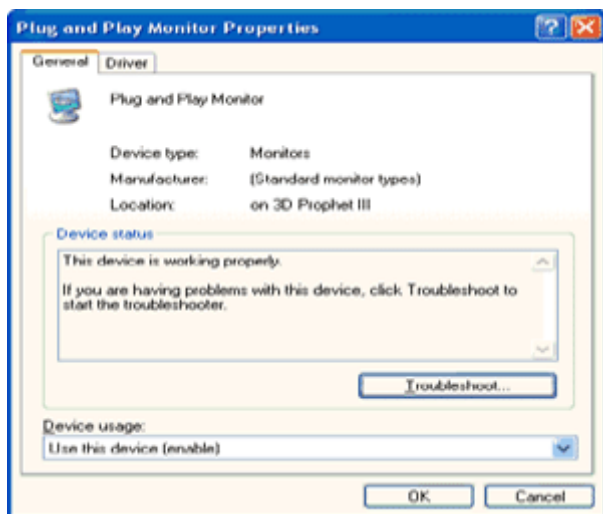 Plug and Play Monitor Properties
General Driver
Plug and Play Monitor
Device type: Monitors
Manufacturer: (Standard monitor types)
Location: on 3D Prophet III
Device status
This device is working properly.
If you are having problems with this device, click Troubleshoot to
start the troubleshooter.
Troubleshoot...
Device usage:
Use this device (enable)
OK Cancel